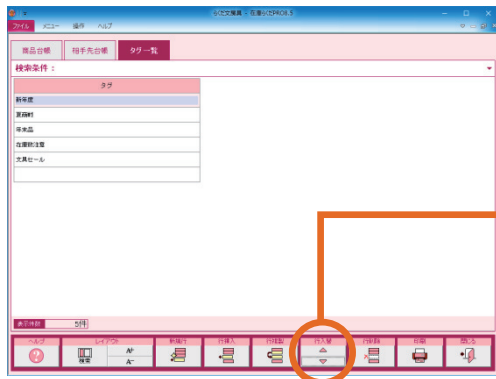 らくだ文具 - 在庫らくだPRO8.5
ファイル メニュー 操作 ヘルプ
商品台帳 相手先台帳 タグ一覧
検索条件：
タグ
新年度
夏商材
年末品
在庫数注意
文具セール
表示件数 5件
ヘルプ レイアウト 新規行 行挿入 行複製 行入替 行削除 印刷 閉じる
検索 A+
A-